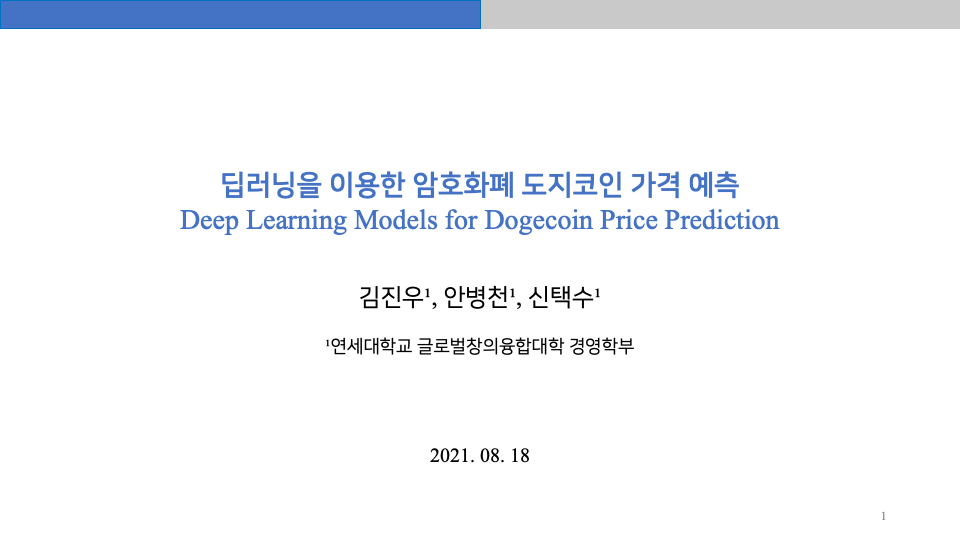 딥러닝을 이용한 암호화폐 도지코인 가격 예측
Deep Learning Models for Dogecoin Price Prediction
김진우¹, 안병천¹, 신택수¹
¹연세대학교 글로벌창의융합대학 경영학부
2021. 08. 18
1